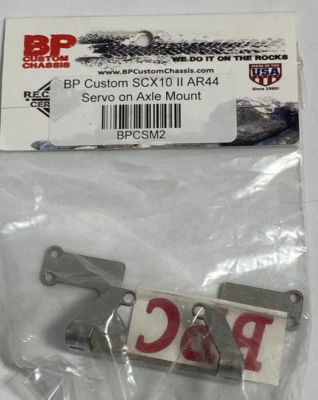 BP
CUSTOM
CHASSIS
WE DO IT ON THE ROCKS
www.BPCustomChassis.com
MADE IN THE
USA
Since 1995!
R.E.C.
CER
BP Custom SCX10 II AR44
Servo on Axle Mount
BPCSM2